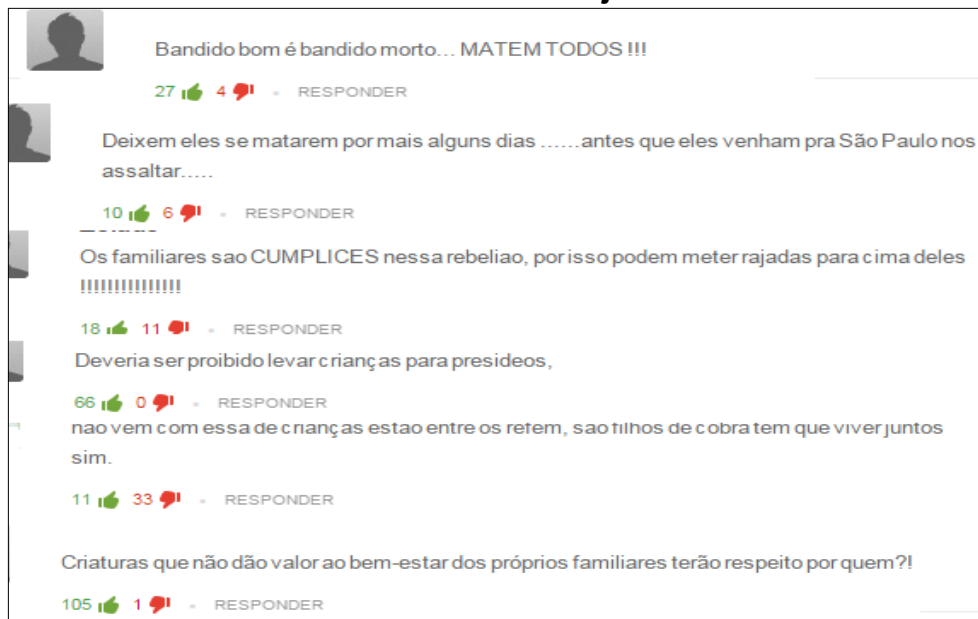 Bandido bom é bandido morto... MATEM TODOS !!!
27 4 RESPONDER
Deixem eles se matarem por mais alguns dias ......antes que eles venham pra São Paulo nos
assaltar.....
10 6 RESPONDER
Os familiares sao CUMPLICES nessa rebeliao, por isso podem meter rajadas para cima deles
!!!!!!!!!!!!!!!
18 11 RESPONDER
Deveria ser proibido levar crianças para presideos,
66 0 RESPONDER
nao vem com essa de crianças estao entre os refem, sao filhos de cobra tem que viver juntos
sim.
11 33 RESPONDER
Criaturas que não dão valor ao bem-estar dos próprios familiares terão respeito por quem?!
105 1 RESPONDER